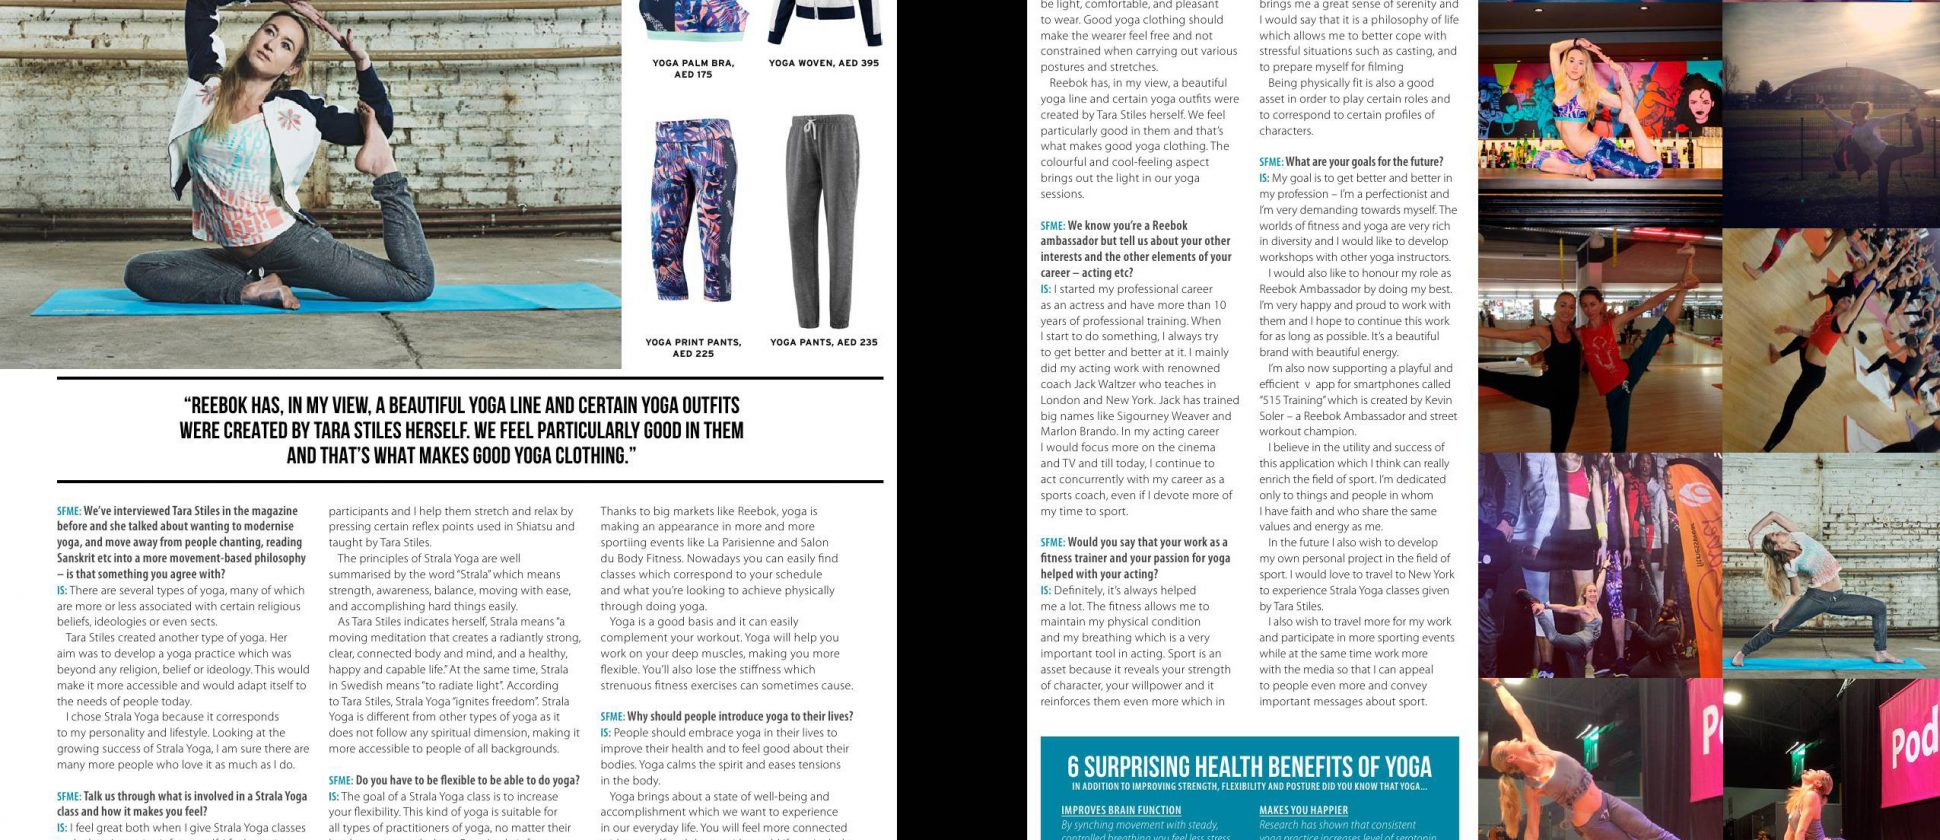 YOGA PALM BRA,
AED 175
YOGA WOVEN, AED 395
YOGA PRINT PANTS,
AED 225
YOGA PANTS, AED 235
“REEBOK HAS, IN MY VIEW, A BEAUTIFUL YOGA LINE AND CERTAIN YOGA OUTFITS
WERE CREATED BY TARA STILES HERSELF. WE FEEL PARTICULARLY GOOD IN THEM
AND THAT’S WHAT MAKES GOOD YOGA CLOTHING.”
SFME: We’ve interviewed Tara Stiles in the magazine
before and she talked about wanting to modernise
yoga, and move away from people chanting, reading
Sanskrit etc into a more movement-based philosophy
– is that something you agree with?
IS: There are several types of yoga, many of which
are more or less associated with certain religious
beliefs, ideologies or even sects.
Tara Stiles created another type of yoga. Her
aim was to develop a yoga practice which was
beyond any religion, belief or ideology. This would
make it more accessible and would adapt itself to
the needs of people today.
I chose Strala Yoga because it corresponds
to my personality and lifestyle. Looking at the
growing success of Strala Yoga, I am sure there are
many more people who love it as much as I do.
SFME: Talk us through what is involved in a Strala Yoga
class and how it makes you feel?
IS: I feel great both when I give Strala Yoga classes
participants and I help them stretch and relax by
pressing certain reflex points used in Shiatsu and
taught by Tara Stiles.
The principles of Strala Yoga are well
summarised by the word “Strala” which means
strength, awareness, balance, moving with ease,
and accomplishing hard things easily.
As Tara Stiles indicates herself, Strala means “a
moving meditation that creates a radiantly strong,
clear, connected body and mind, and a healthy,
happy and capable life.” At the same time, Strala
in Swedish means “to radiate light”. According
to Tara Stiles, Strala Yoga “ignites freedom”. Strala
Yoga is different from other types of yoga as it
does not follow any spiritual dimension, making it
more accessible to people of all backgrounds.
SFME: Do you have to be flexible to be able to do yoga?
IS: The goal of a Strala Yoga class is to increase
your flexibility. This kind of yoga is suitable for
all types of practitioners of yoga, no matter their
Thanks to big markets like Reebok, yoga is
making an appearance in more and more
sportiing events like La Parisienne and Salon
du Body Fitness. Nowadays you can easily find
classes which correspond to your schedule
and what you’re looking to achieve physically
through doing yoga.
Yoga is a good basis and it can easily
complement your workout. Yoga will help you
work on your deep muscles, making you more
flexible. You’ll also lose the stiffness which
strenuous fitness exercises can sometimes cause.
SFME: Why should people introduce yoga to their lives?
IS: People should embrace yoga in their lives to
improve their health and to feel good about their
bodies. Yoga calms the spirit and eases tensions
in the body.
Yoga brings about a state of well-being and
accomplishment which we want to experience
in our everyday life. You will feel more connected
be light, comfortable, and pleasant
to wear. Good yoga clothing should
make the wearer feel free and not
constrained when carrying out various
postures and stretches.
Reebok has, in my view, a beautiful
yoga line and certain yoga outfits were
created by Tara Stiles herself. We feel
particularly good in them and that’s
what makes good yoga clothing. The
colourful and cool-feeling aspect
brings out the light in our yoga
sessions.
SFME: We know you’re a Reebok
ambassador but tell us about your other
interests and the other elements of your
career – acting etc?
IS: I started my professional career
as an actress and have more than 10
years of professional training. When
I start to do something, I always try
to get better and better at it. I mainly
did my acting work with renowned
coach Jack Waltzer who teaches in
London and New York. Jack has trained
big names like Sigourney Weaver and
Marlon Brando. In my acting career
I would focus more on the cinema
and TV and till today, I continue to
act concurrently with my career as a
sports coach, even if I devote more of
my time to sport.
SFME: Would you say that your work as a
fitness trainer and your passion for yoga
helped with your acting?
IS: Definitely, it’s always helped
me a lot. The fitness allows me to
maintain my physical condition
and my breathing which is a very
important tool in acting. Sport is an
asset because it reveals your strength
of character, your willpower and it
reinforces them even more which in
brings me a great sense of serenity and
I would say that it is a philosophy of life
which allows me to better cope with
stressful situations such as casting, and
to prepare myself for filming
Being physically fit is also a good
asset in order to play certain roles and
to correspond to certain profiles of
characters.
SFME: What are your goals for the future?
IS: My goal is to get better and better in
my profession – I’m a perfectionist and
I’m very demanding towards myself. The
worlds of fitness and yoga are very rich
in diversity and I would like to develop
workshops with other yoga instructors.
I would also like to honour my role as
Reebok Ambassador by doing my best.
I’m very happy and proud to work with
them and I hope to continue this work
for as long as possible. It’s a beautiful
brand with beautiful energy.
I’m also now supporting a playful and
efficient v app for smartphones called
“515 Training” which is created by Kevin
Soler – a Reebok Ambassador and street
workout champion.
I believe in the utility and success of
this application which I think can really
enrich the field of sport. I’m dedicated
only to things and people in whom
I have faith and who share the same
values and energy as me.
In the future I also wish to develop
my own personal project in the field of
sport. I would love to travel to New York
to experience Strala Yoga classes given
by Tara Stiles.
I also wish to travel more for my work
and participate in more sporting events
while at the same time work more
with the media so that I can appeal
to people even more and convey
important messages about sport.
6 SURPRISING HEALTH BENEFITS OF YOGA
IN ADDITION TO IMPROVING STRENGTH, FLEXIBILITY AND POSTURE DID YOU KNOW THAT YOGA...
IMPROVES BRAIN FUNCTION
By synching movement with steady,
controlled breathing you feel less stress
MAKES YOU HAPPIER
Research has shown that consistent
yoga practice increases levels of serotonin
Pod